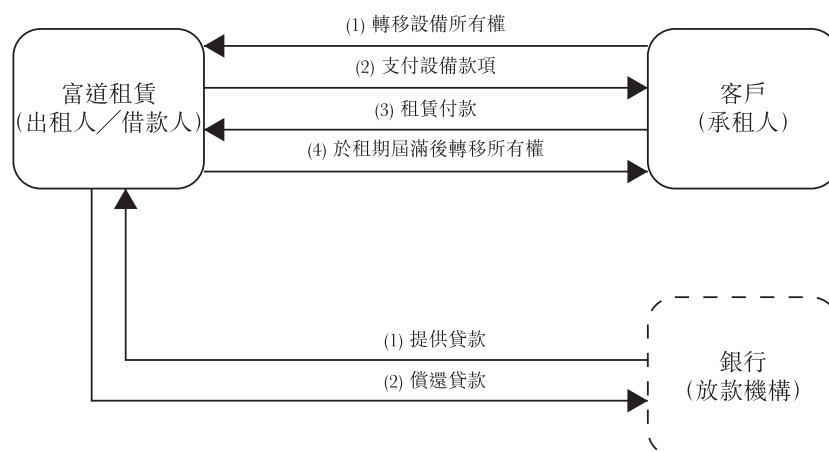 (1) 轉移設備所有權
(2) 支付設備款項
(3) 租賃付款
(4) 於租期屆滿後轉移所有權
富道租賃
(出租人／借款人)
客戶
(承租人)
(1) 提供貸款
(2) 償還貸款
銀行
(放款機構)